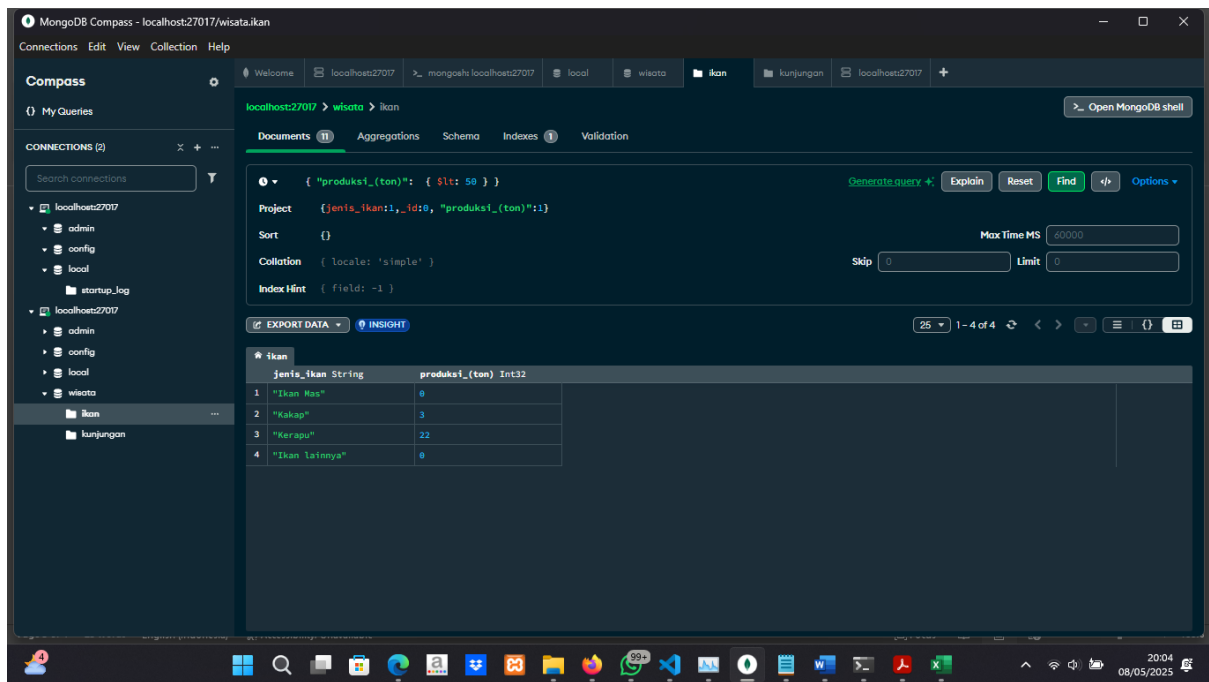 MongoDB Compass - localhost:27017/wisata.ikan
Connections Edit View Collection Help
Compass
{} My Queries
CONNECTIONS (2)
Search connections
localhost:27017
admin
config
local
startup_log
localhost:27017
admin
config
local
wisata
ikan
kunjungan
Welcome localhost:27017 >_ mongosh: localhost:27017 local wisata ikan kunjungan localhost:27017 +
localhost:27017 > wisata > ikan
>_ Open MongoDB shell
Documents 11 Aggregations Schema Indexes 1 Validation
{ "produksi_(ton)": { $lt: 50 } }
Generate query Explain Reset Find </> Options
Project {jenis_ikan:1,_id:0, "produksi_(ton)":1}
Sort {} Max Time MS 60000
Collation { locale: 'simple' } Skip 0 Limit 0
Index Hint { field: -1 }
EXPORT DATA INSIGHT 25 1 – 4 of 4 {}
ikan
jenis_ikan String produksi_(ton) Int32
1 "Ikan Mas" 0
2 "Kakap" 3
3 "Kerapu" 22
4 "Ikan lainnya" 0
4
99+
20:04
08/05/2025